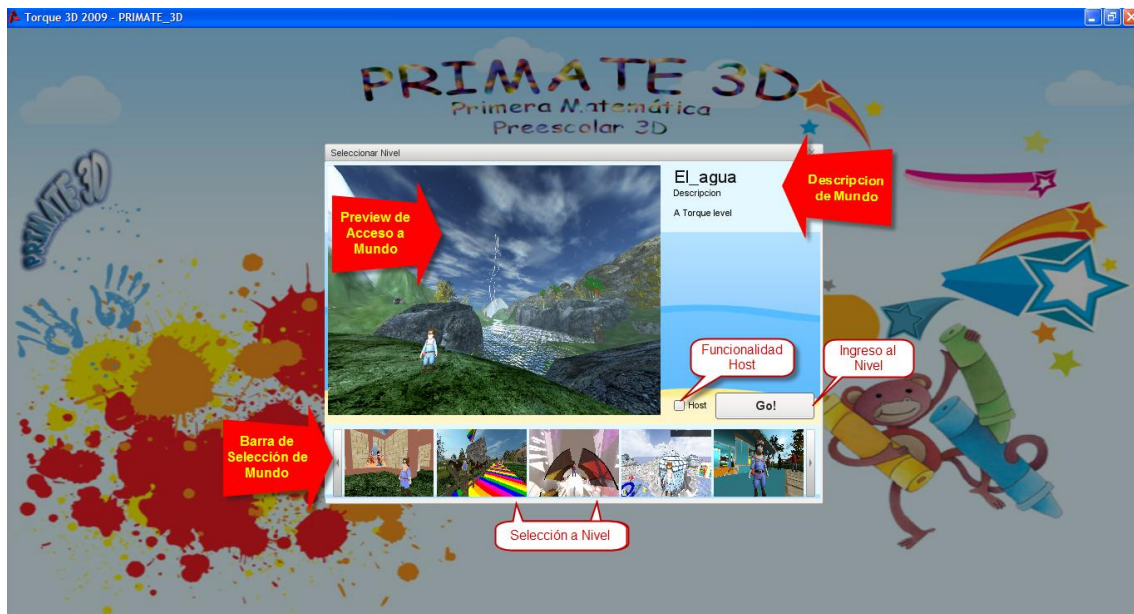 Torque 3D 2009 - PRIMATE_3D
PRIMATE 3D
Primera Matemática
Preescolar 3D
PRIMATE 3D
Seleccionar Nivel
Preview de
Acceso a
Mundo
El_agua
Descripcion
A Torque level
Descripcion
de Mundo
Funcionalidad
Host
Ingreso al
Nivel
Host
Go!
Barra de
Selección de
Mundo
Selección a Nivel